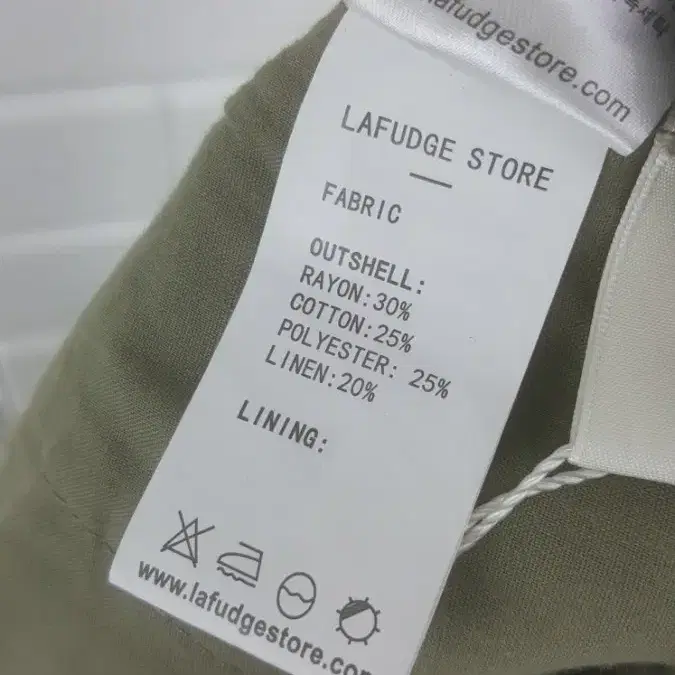 lafudgestore.com
LAFUDGE STORE
FABRIC
OUTSHELL:
RAYON:30%
COTTON:25%
POLYESTER: 25%
LINEN:20%
LINING:
www.lafudgestore.com